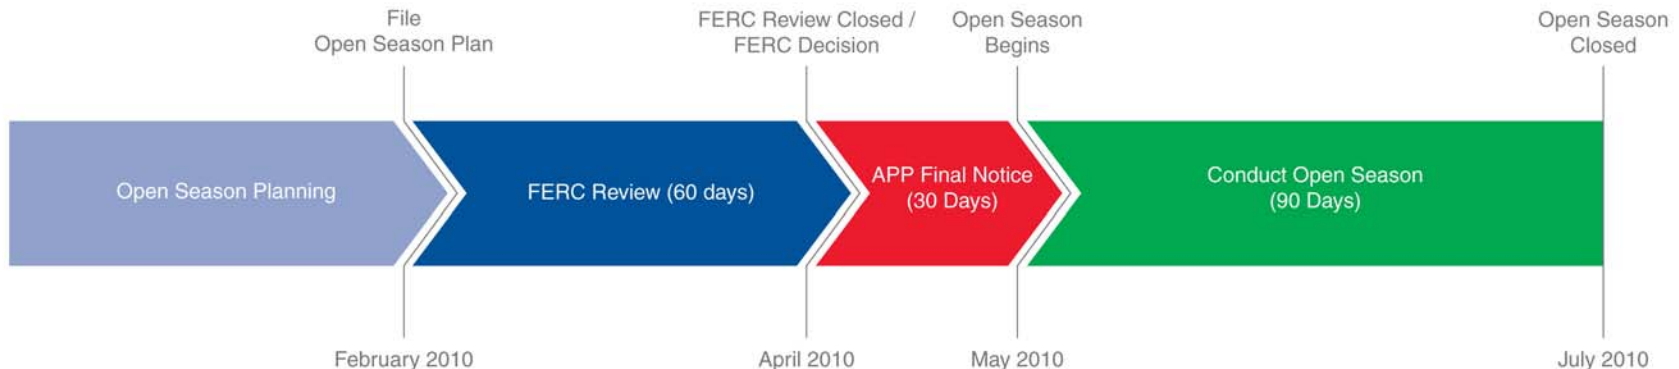 File
Open Season Plan
FERC Review Closed /
FERC Decision
Open Season
Begins
Open Season
Closed
Open Season Planning
FERC Review (60 days)
APP Final Notice
(30 Days)
Conduct Open Season
(90 Days)
February 2010
April 2010
May 2010
July 2010